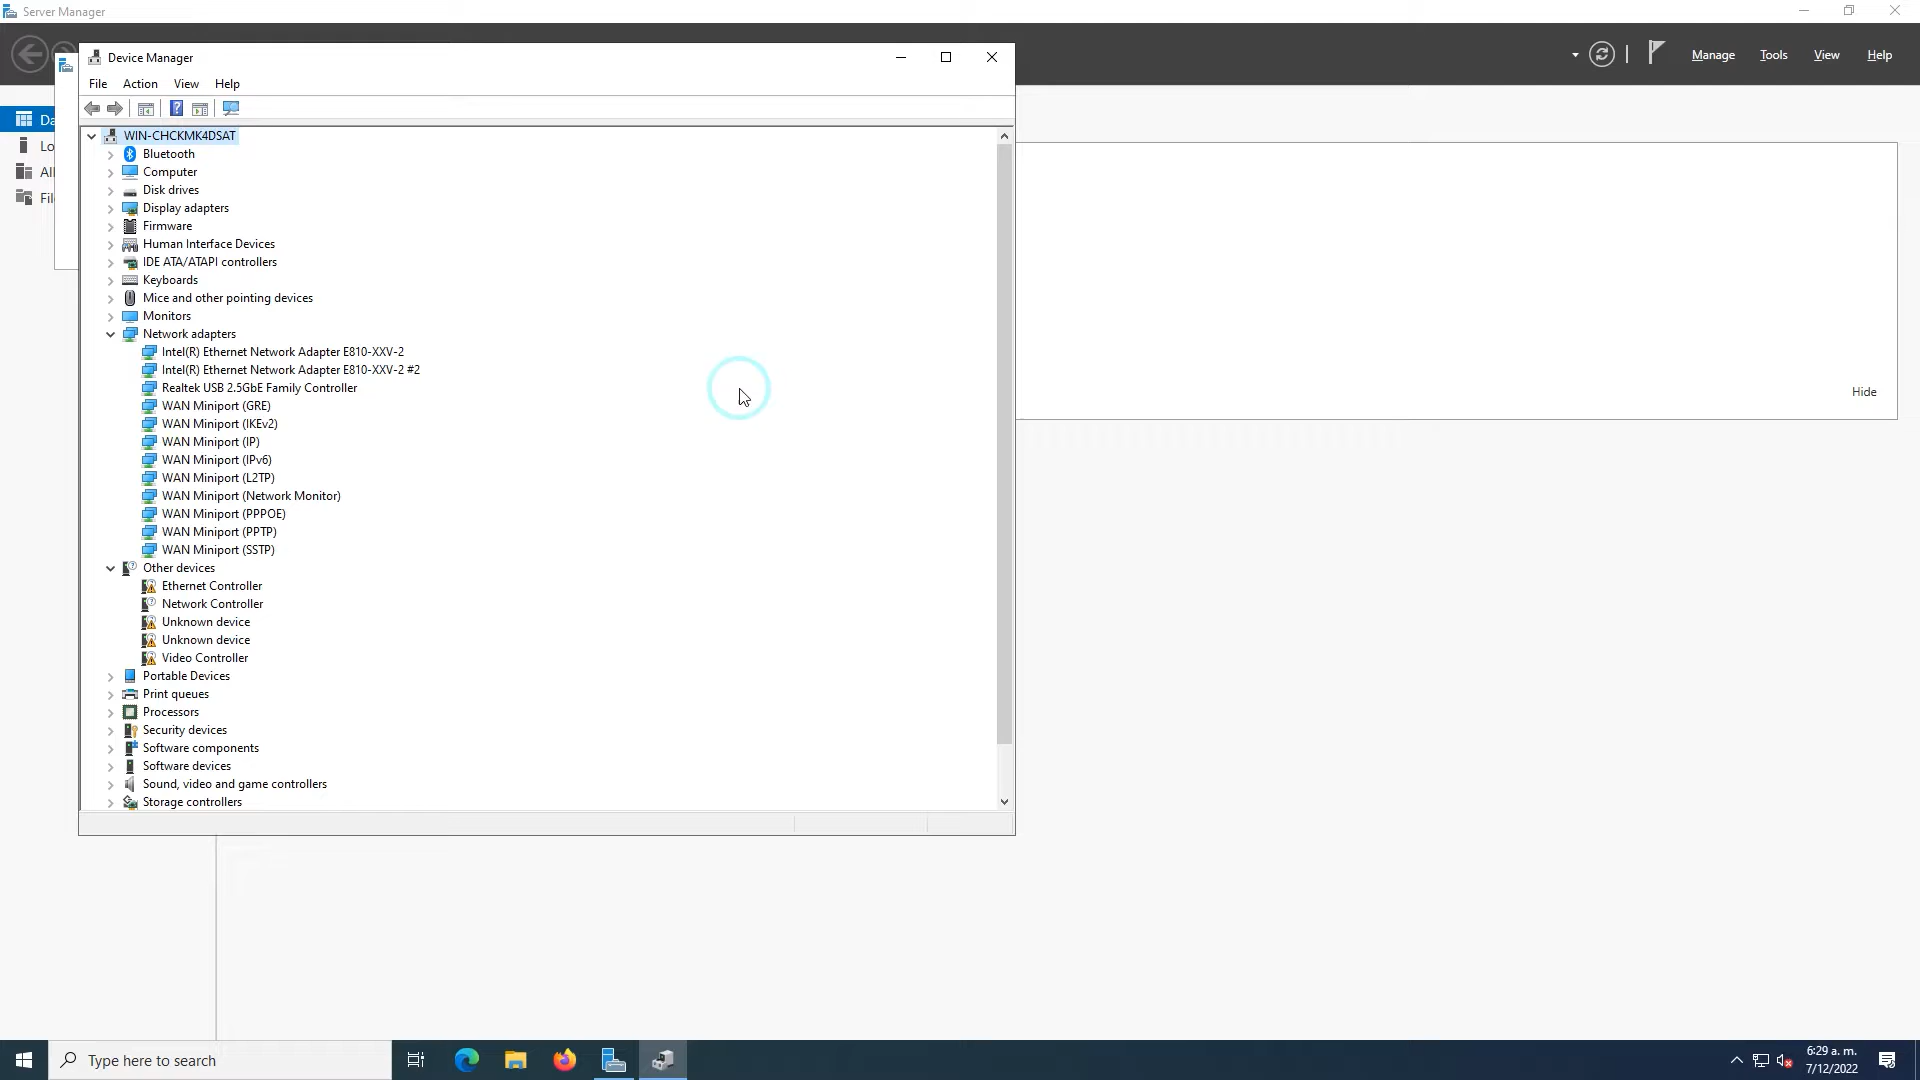 Server Manager
Manage
Tools
View
Help
Device Manager
File
Action
View
Help
Da
Lo
All
Fil
WIN-CHCKMK4DSAT
Bluetooth
Computer
Disk drives
Display adapters
Firmware
Human Interface Devices
IDE ATA/ATAPI controllers
Keyboards
Mice and other pointing devices
Monitors
Network adapters
Intel(R) Ethernet Network Adapter E810-XXV-2
Intel(R) Ethernet Network Adapter E810-XXV-2 #2
Realtek USB 2.5GbE Family Controller
WAN Miniport (GRE)
WAN Miniport (IKEv2)
WAN Miniport (IP)
WAN Miniport (IPv6)
WAN Miniport (L2TP)
WAN Miniport (Network Monitor)
WAN Miniport (PPPOE)
WAN Miniport (PPTP)
WAN Miniport (SSTP)
Other devices
Ethernet Controller
Network Controller
Unknown device
Unknown device
Video Controller
Portable Devices
Print queues
Processors
Security devices
Software components
Software devices
Sound, video and game controllers
Storage controllers
Hide
Type here to search
6:29 a. m.
7/12/2022